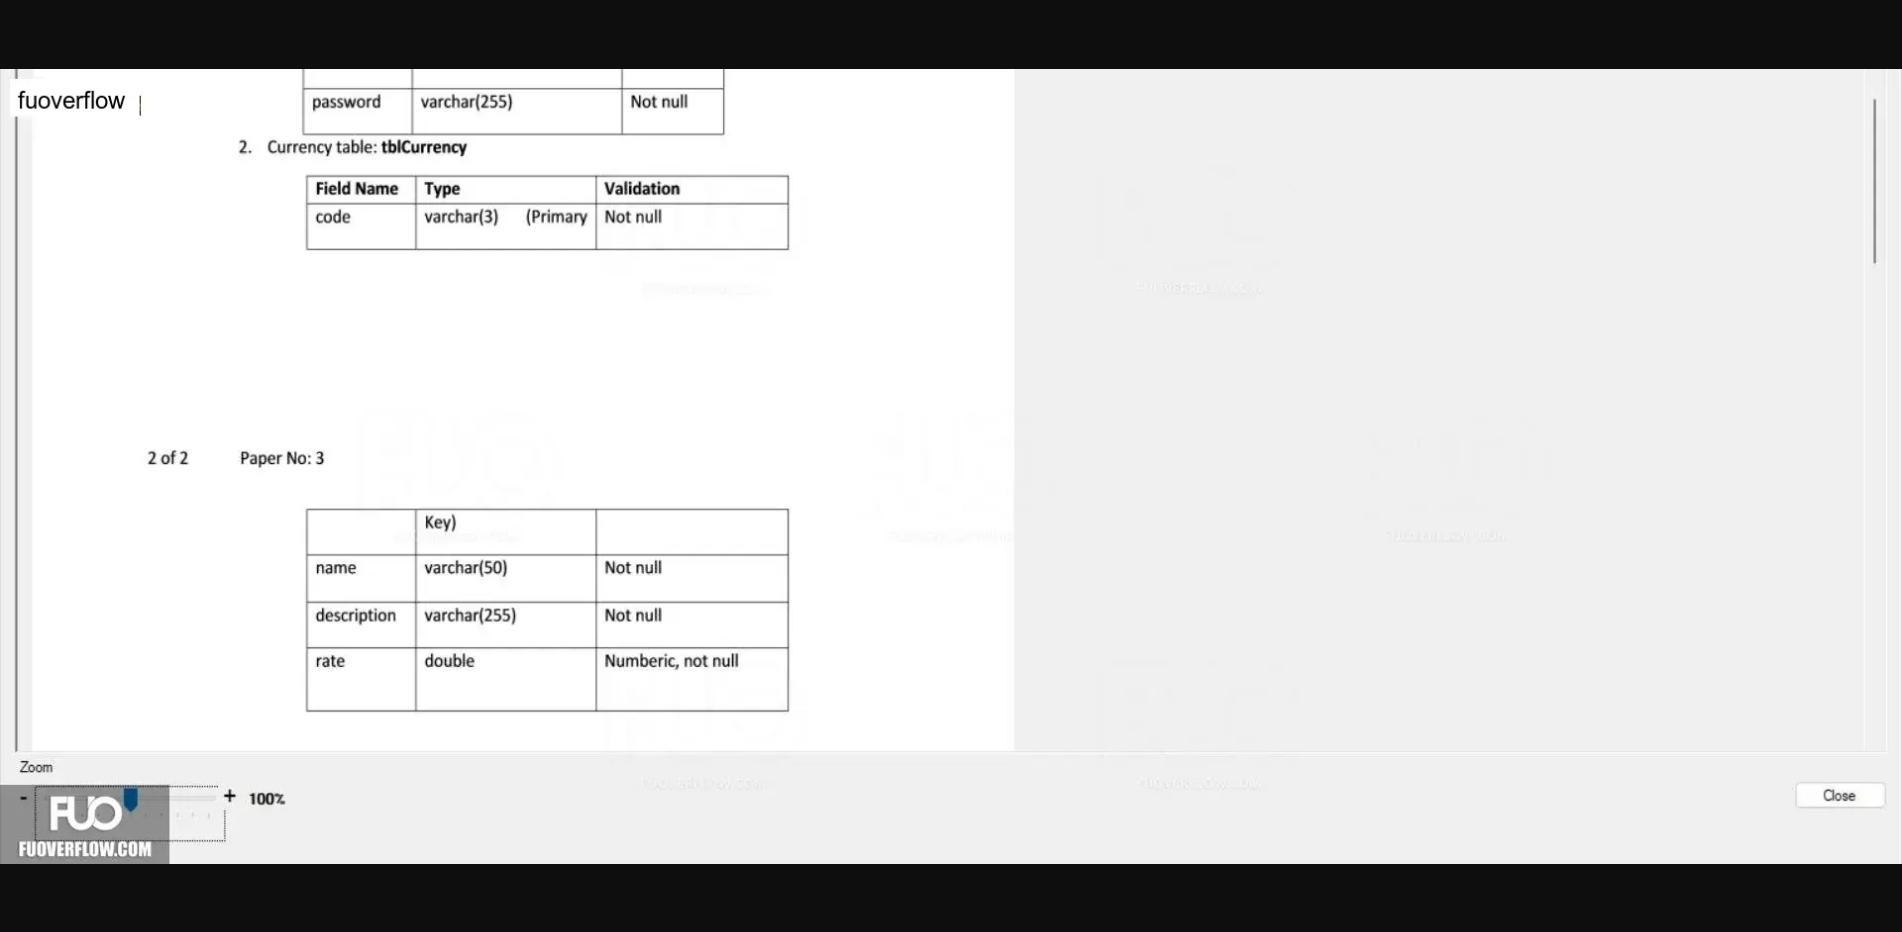 fuoverflow
password varchar(255) Not null
2. Currency table: tblCurrency
Field Name Type Validation
code varchar(3) (Primary Not null
2 of 2 Paper No: 3
Key)
name varchar(50) Not null
description varchar(255) Not null
rate double Numberic, not null
Zoom
- + 100%
Close
FUO
FUOVERFLOW.COM